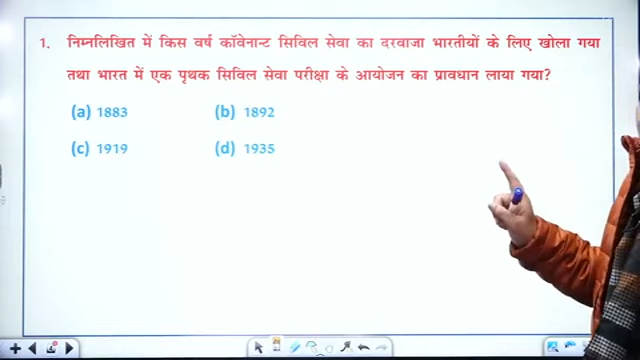 1. निम्नलिखित में किस वर्ष कॉवेनान्ट सिविल सेवा का दरवाजा भारतीयों के लिए खोला गया
तथा भारत में एक पृथक सिविल सेवा परीक्षा के आयोजन का प्रावधान लाया गया?
(a) 1883 (b) 1892
(c) 1919 (d) 1935